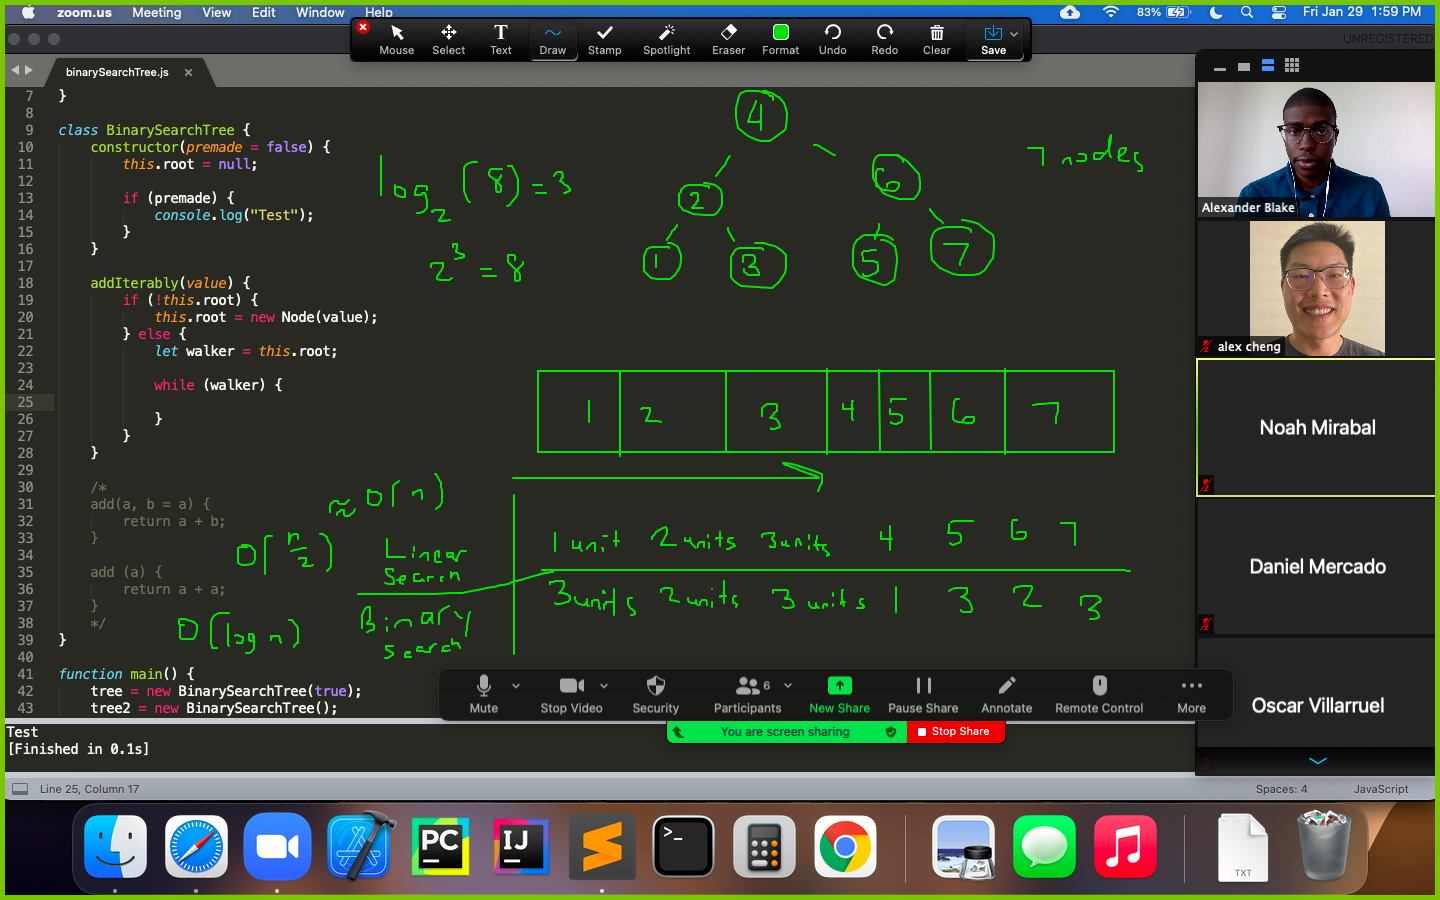 zoom.us Meeting View Edit Window Help 83% Fri Jan 29 1:59 PM
Mouse Select Text Draw Stamp Spotlight Eraser Format Undo Redo Clear Save
UNREGISTERED
binarySearchTree.js
7 }
8
9 class BinarySearchTree {
10 constructor(premade = false) {
11 this.root = null;
12
13 if (premade) {
14 console.log("Test");
15 }
16 }
17
18 addIterably(value) {
19 if (!this.root) {
20 this.root = new Node(value);
21 } else {
22 let walker = this.root;
23
24 while (walker) {
25
26 }
27 }
28 }
29
30 /*
31 add(a, b = a) {
32 return a + b;
33 }
34
35 add (a) {
36 return a + a;
37 }
38 */
39 }
40
41 function main() {
42 tree = new BinarySearchTree(true);
43 tree2 = new BinarySearchTree();
log2 (8) = 3
2^3 = 8
4
2 6
1 3 5 7
7 nodes
1 2 3 4 5 6 7
≈ O(n)
O(n/2)
Linear
Search
1 unit 2 units 3 units 4 5 6 7
O(log n)
Binary
search
3 units 2 units 3 units 1 3 2 3
Alexander Blake
alex cheng
Noah Mirabal
Daniel Mercado
Oscar Villarruel
Mute Stop Video Security Participants 6 New Share Pause Share Annotate Remote Control More
You are screen sharing Stop Share
Test
[Finished in 0.1s]
Line 25, Column 17 Spaces: 4 JavaScript
PC IJ >_ TXT